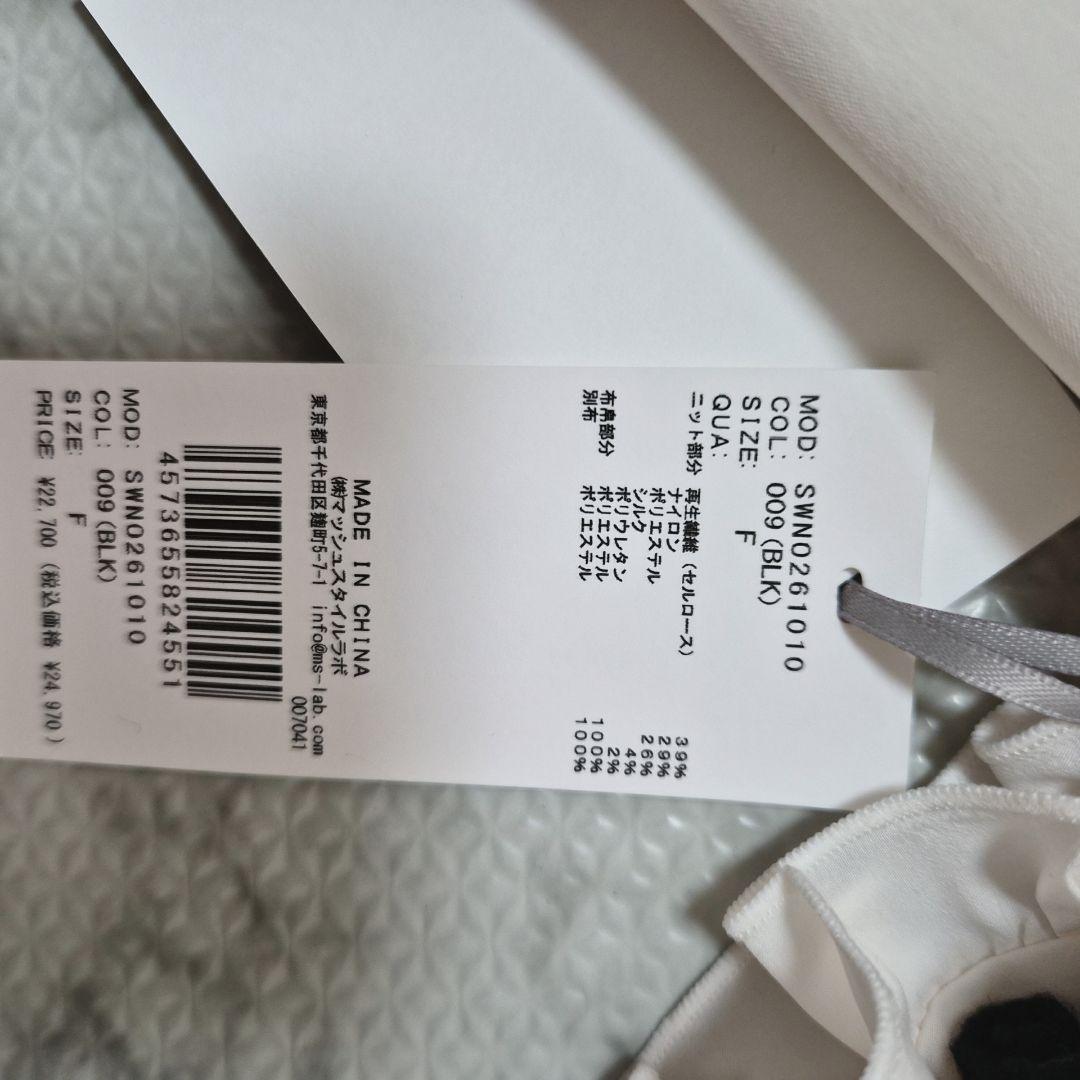 MOD: SWNO261010
COL: 009(BLK)
SIZE: F
QUA:
ニット部分 再生繊維(セルロース) 39%
ナイロン 29%
ポリエステル 26%
シルク 4%
ポリウレタン 2%
布帛部分 ポリエステル 100%
別布 ポリエステル 100%
MADE IN CHINA
(株)マッシュスタイルラボ
東京都千代田区麹町5-7-1 info@ms-lab.com
007041
4573655824551
MOD: SWNO261010
COL: 009(BLK)
SIZE: F
PRICE: ¥22,700 (税込価格 ¥24,970)